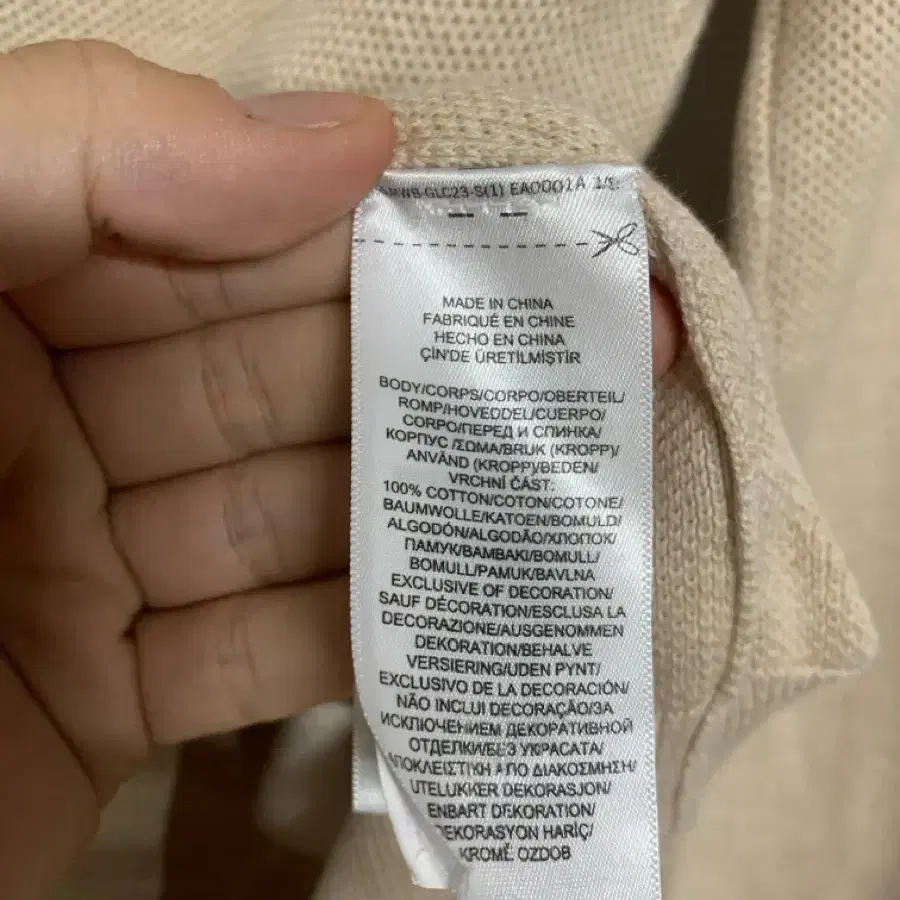 GLC23-S(1) EA0001A
MADE IN CHINA
FABRIQUÉ EN CHINE
HECHO EN CHINA
ÇİN'DE ÜRETİLMİŞTİR
BODY/CORPS/CORPO/OBERTEIL/
ROMP/HOVEDDEL/CUERPO/
CORPO/ПЕРЕД И СПИНКА/
КОРПУС /ΣΩΜΑ/BRUK (KROPP)/
ANVÄND (KROPP)/BEDEN/
VRCHNÍ ČÁST:
100% COTTON/COTON/COTONE/
BAUMWOLLE/KATOEN/BOMULD/
ALGODÓN/ALGODÃO/ХЛОПОК/
ПАМУК/ΒΑΜΒΑΚΙ/BOMULL/
BOMULL/PAMUK/BAVLNA
EXCLUSIVE OF DECORATION/
SAUF DÉCORATION/ESCLUSA LA
DECORAZIONE/AUSGENOMMEN
DEKORATION/BEHALVE
VERSIERING/UDEN PYNT/
EXCLUSIVO DE LA DECORACIÓN/
NÃO INCLUI DECORAÇÃO/ЗА
ИСКЛЮЧЕНИЕМ ДЕКОРАТИВНОЙ
ОТДЕЛКИ/БЕЗ УКРАСАТА/
ΑΠΟ ΔΙΑΚΟΣΜΗΣΗ/
UTELUKKER DEKORASJON/
ENBART DEKORATION/
DEKORASYON HARİÇ/
KROMĚ OZDOB